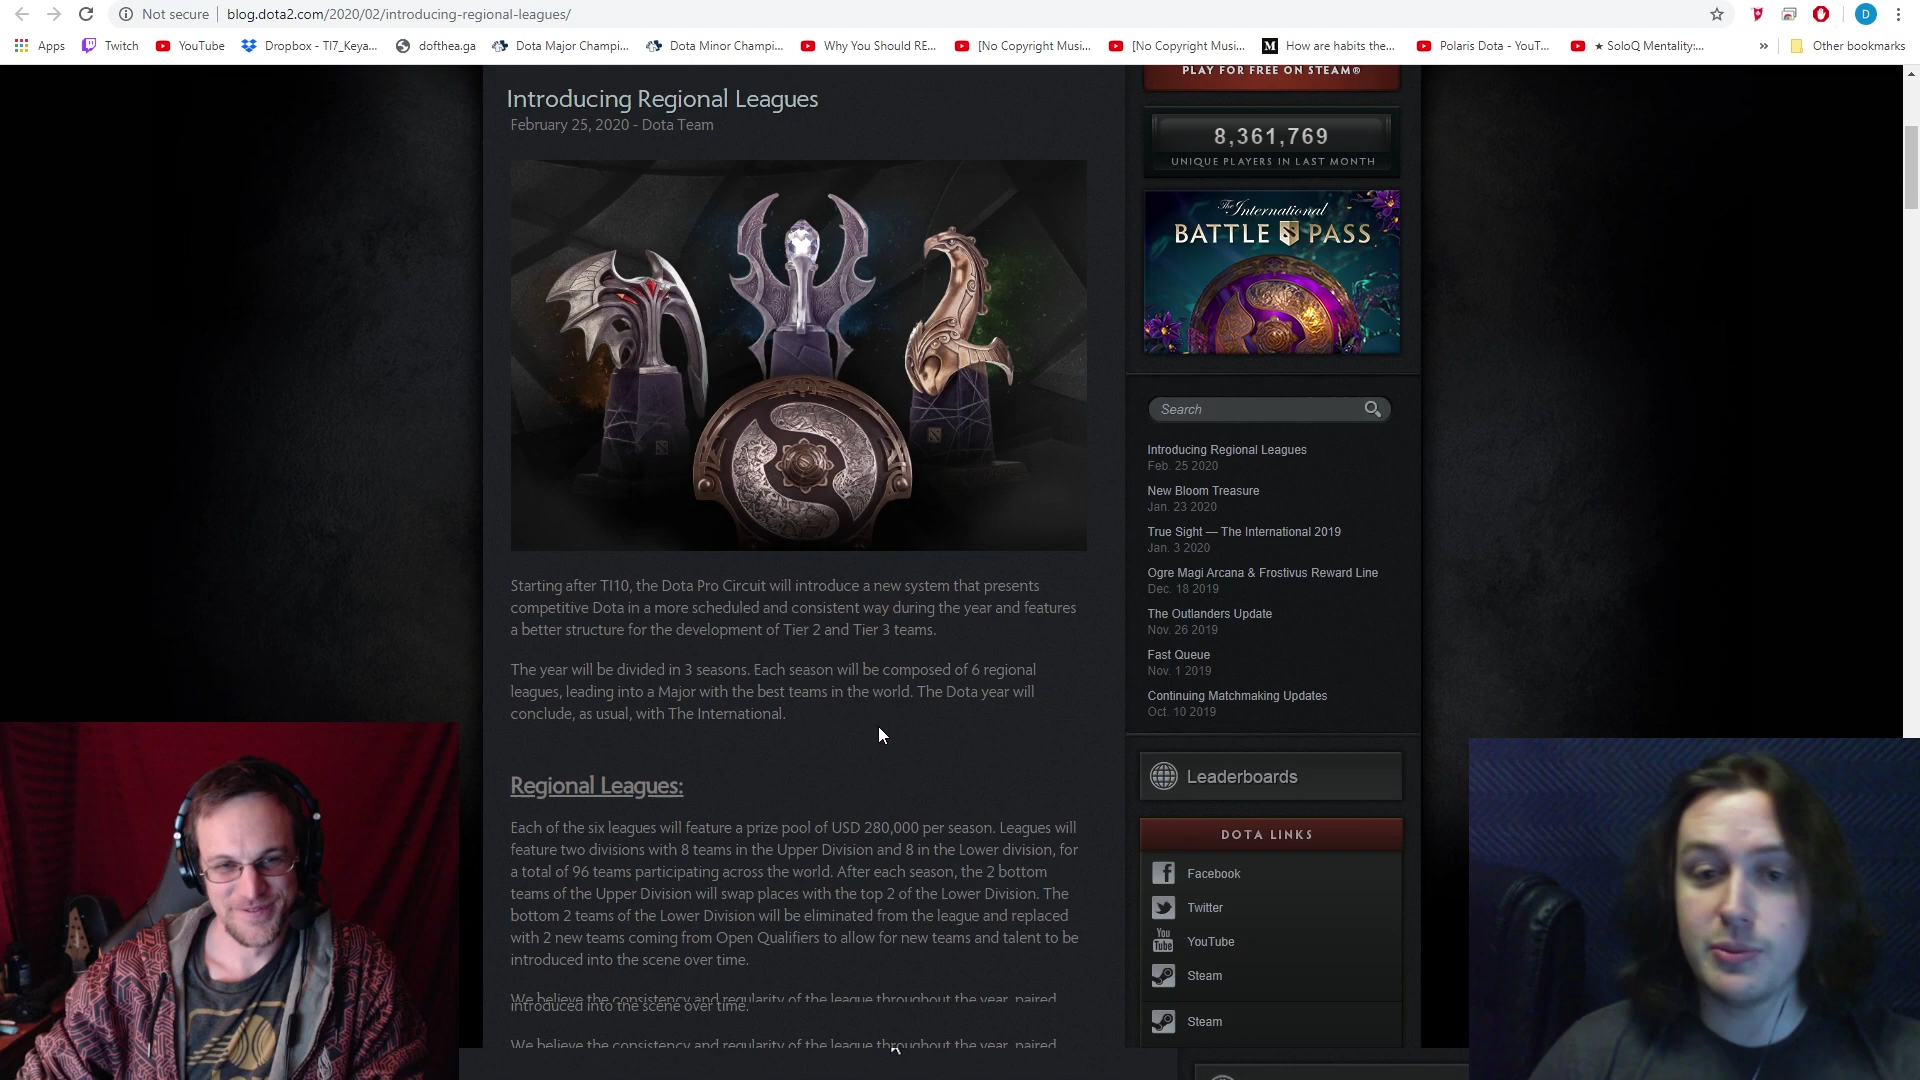 Not secure
blog.dota2.com/2020/02/introducing-regional-leagues/
D
Apps
Twitch
YouTube
Dropbox - TI7_Keya...
dofthea.ga
Dota Major Champi...
Dota Minor Champi...
Why You Should RE...
[No Copyright Musi...
[No Copyright Musi...
How are habits the...
Polaris Dota - YouT...
★ SoloQ Mentality:...
»
Other bookmarks
Introducing Regional Leagues
February 25, 2020 - Dota Team
Starting after TI10, the Dota Pro Circuit will introduce a new system that presents
competitive Dota in a more scheduled and consistent way during the year and features
a better structure for the development of Tier 2 and Tier 3 teams.
The year will be divided in 3 seasons. Each season will be composed of 6 regional
leagues, leading into a Major with the best teams in the world. The Dota year will
conclude, as usual, with The International.
Regional Leagues:
Each of the six leagues will feature a prize pool of USD 280,000 per season. Leagues will
feature two divisions with 8 teams in the Upper Division and 8 in the Lower division, for
a total of 96 teams participating across the world. After each season, the 2 bottom
teams of the Upper Division will swap places with the top 2 of the Lower Division. The
bottom 2 teams of the Lower Division will be eliminated from the league and replaced
with 2 new teams coming from Open Qualifiers to allow for new teams and talent to be
introduced into the scene over time.
We believe the consistency and regularity of the league throughout the year, paired
introduced into the scene over time.
We believe the consistency and regularity of the league throughout the year, paired
PLAY FOR FREE ON STEAM®
8,361,769
UNIQUE PLAYERS IN LAST MONTH
The International
BATTLE PASS
Search
Introducing Regional Leagues
Feb. 25 2020
New Bloom Treasure
Jan. 23 2020
True Sight — The International 2019
Jan. 3 2020
Ogre Magi Arcana & Frostivus Reward Line
Dec. 18 2019
The Outlanders Update
Nov. 26 2019
Fast Queue
Nov. 1 2019
Continuing Matchmaking Updates
Oct. 10 2019
Leaderboards
DOTA LINKS
Facebook
Twitter
YouTube
Steam
Steam